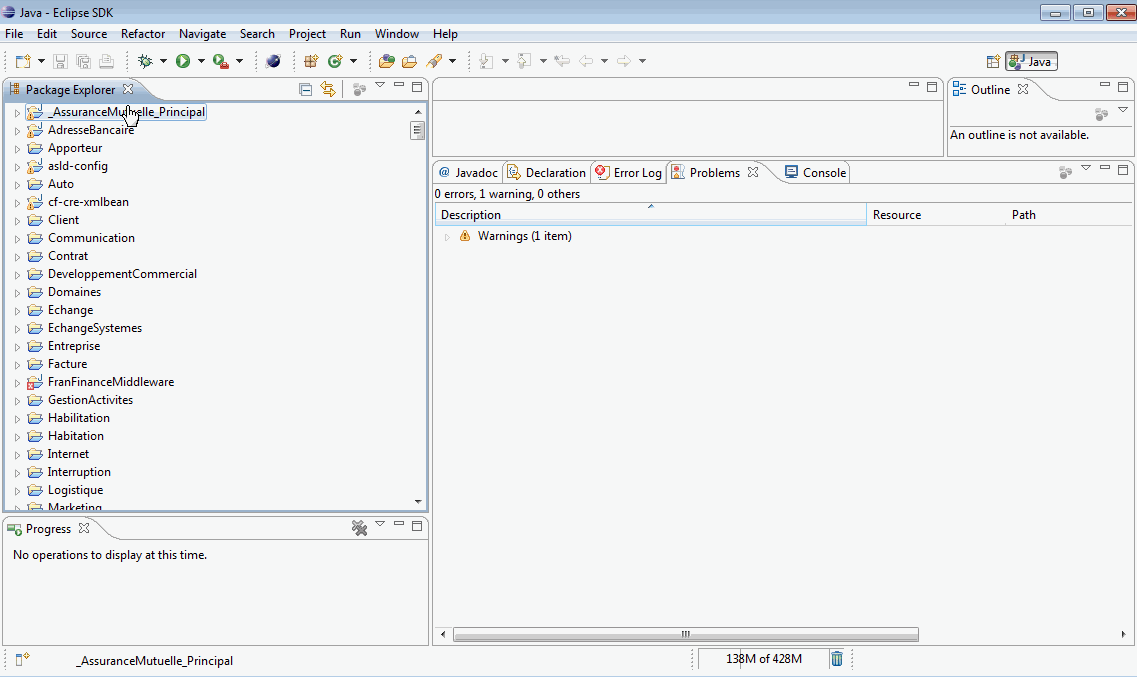 Java - Eclipse SDK
File Edit Source Refactor Navigate Search Project Run Window Help
Java
Package Explorer
_AssuranceMutuelle_Principal
AdresseBancaire
Apporteur
asld-config
Auto
cf-cre-xmlbean
Client
Communication
Contrat
DeveloppementCommercial
Domaines
Echange
EchangeSystemes
Entreprise
Facture
FranFinanceMiddleware
GestionActivites
Habilitation
Habitation
Internet
Interruption
Logistique
Marketing
Outline
An outline is not available.
@ Javadoc Declaration Error Log Problems Console
0 errors, 1 warning, 0 others
Description Resource Path
Warnings (1 item)
Progress
No operations to display at this time.
_AssuranceMutuelle_Principal
138M of 428M